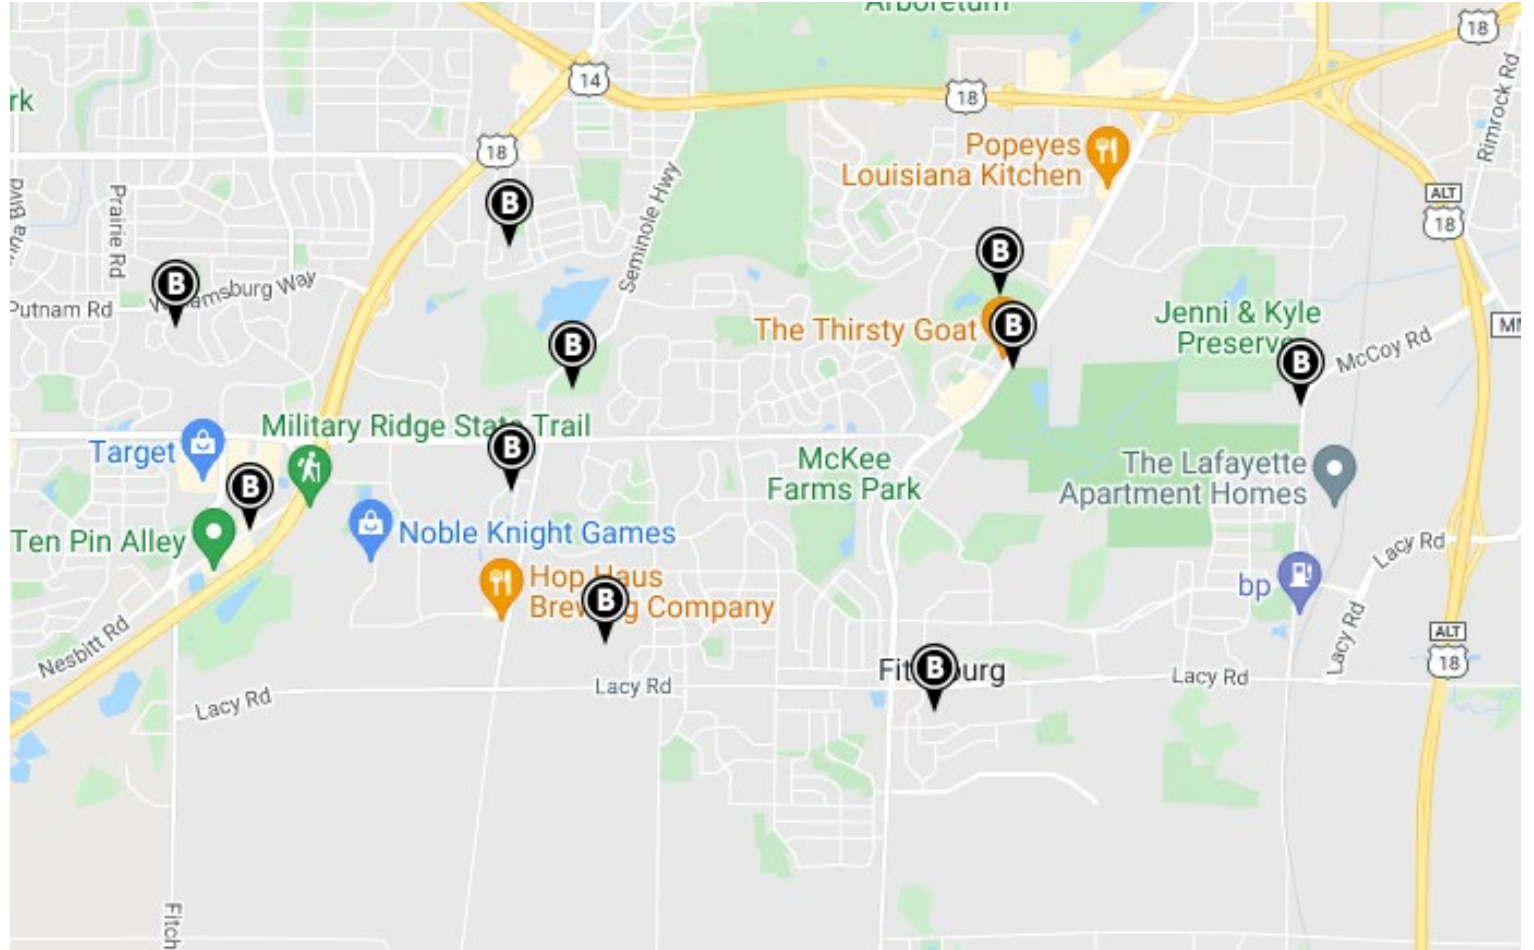 Arboretum
18
14
rk
18
Rimrock Rd
18
Popeyes
Louisiana Kitchen
ALT
18
Prairie Rd
Seminole Hwy
B
B
B
Putnam Rd
The Thirsty Goat
B
B
B
Jenni & Kyle
Preserve
McCoy Rd
B
Military Ridge State Trail
Target
B
B
McKee
Farms Park
The Lafayette
Apartment Homes
Ten Pin Alley
Noble Knight Games
Lacy Rd
Hop Haus
Brewing Company
B
bp
ALT
18
Nesbitt Rd
Lacy Rd
B
Lacy Rd
Lacy Rd
Lacy Rd
Fitch